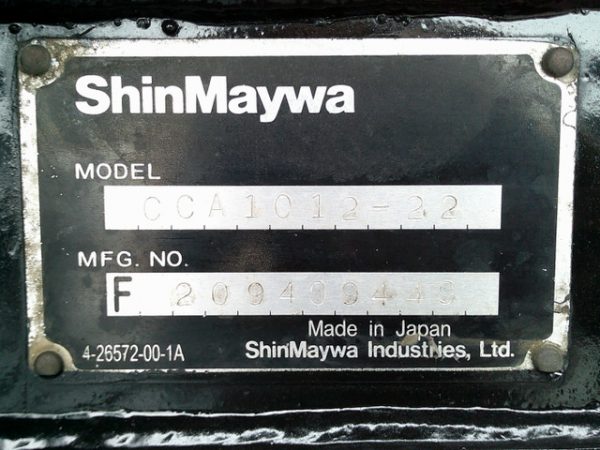 ShinMaywa
MODEL
CCA1012-22
MFG. NO.
F
Made in Japan
4-26572-00-1A
ShinMaywa Industries, Ltd.